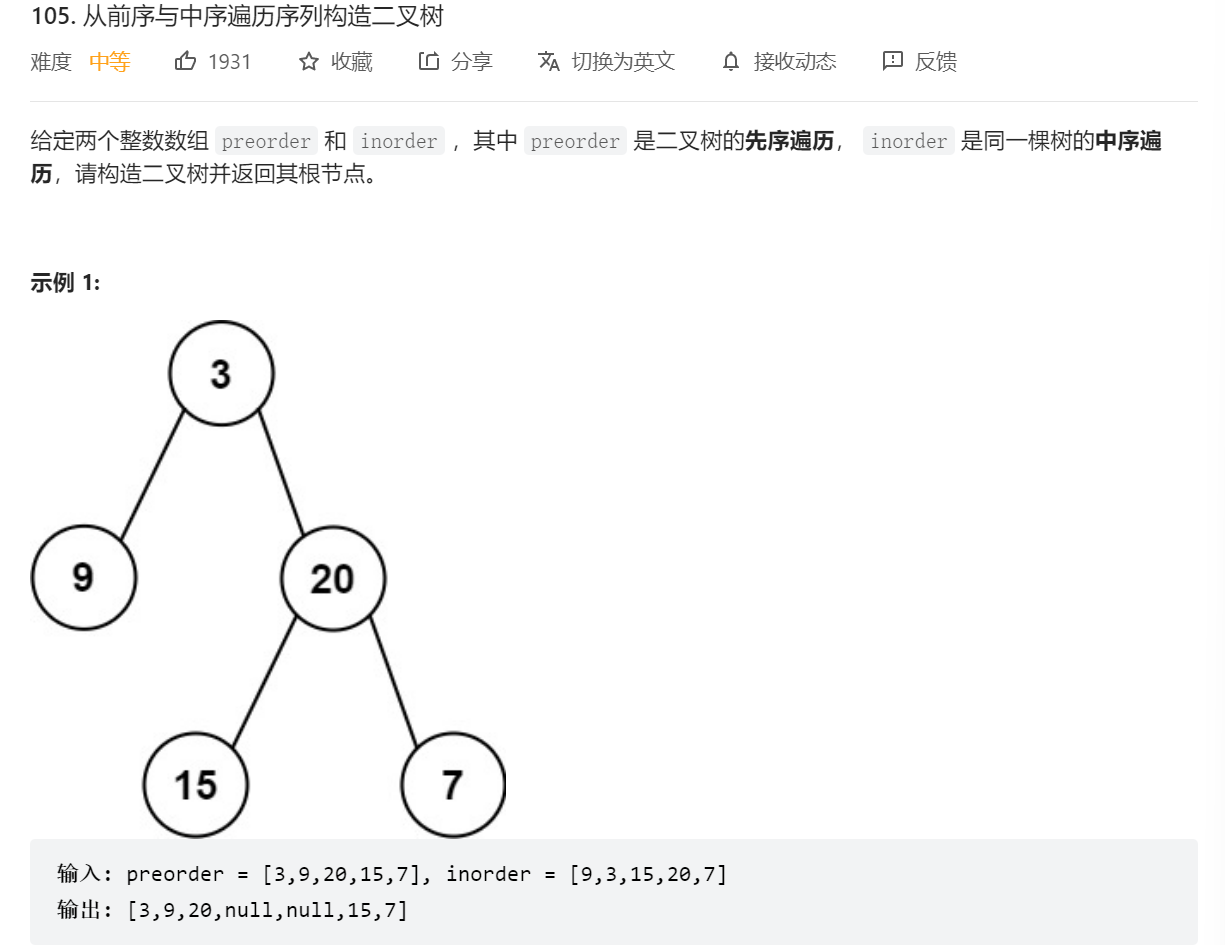 105. 从前序与中序遍历序列构造二叉树
难度 中等 1931 收藏 分享 切换为英文 接收动态 反馈
给定两个整数数组 preorder 和 inorder ，其中 preorder 是二叉树的先序遍历， inorder 是同一棵树的中序遍
历，请构造二叉树并返回其根节点。
示例 1:
3
9 20
15 7
输入: preorder = [3,9,20,15,7], inorder = [9,3,15,20,7]
输出: [3,9,20,null,null,15,7]